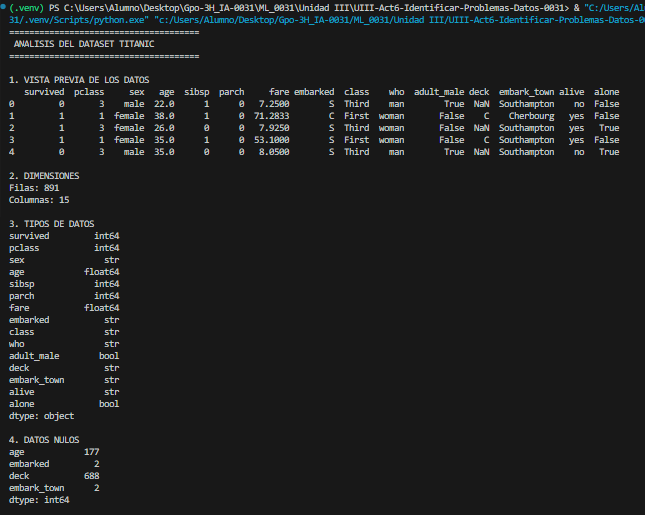 (.venv) PS C:\Users\Alumno\Desktop\Gpo-3H_IA-0031\ML_0031\Unidad III\UIII-Act6-Identificar-Problemas-Datos-0031> & "C:/Users/Al
31/.venv/Scripts/python.exe" "c:/Users/Alumno/Desktop/Gpo-3H_IA-0031/ML_0031/Unidad III/UIII-Act6-Identificar-Problemas-Datos-0
=====================================
ANALISIS DEL DATASET TITANIC
=====================================
1. VISTA PREVIA DE LOS DATOS
survived pclass sex age sibsp parch fare embarked class who adult_male deck embark_town alive alone
0 0 3 male 22.0 1 0 7.2500 S Third man True NaN Southampton no False
1 1 1 female 38.0 1 0 71.2833 C First woman False C Cherbourg yes False
2 1 3 female 26.0 0 0 7.9250 S Third woman False NaN Southampton yes True
3 1 1 female 35.0 1 0 53.1000 S First woman False C Southampton yes False
4 0 3 male 35.0 0 0 8.0500 S Third man True NaN Southampton no True
2. DIMENSIONES
Filas: 891
Columnas: 15
3. TIPOS DE DATOS
survived int64
pclass int64
sex str
age float64
sibsp int64
parch int64
fare float64
embarked str
class str
who str
adult_male bool
deck str
embark_town str
alive str
alone bool
dtype: object
4. DATOS NULOS
age 177
embarked 2
deck 688
embark_town 2
dtype: int64